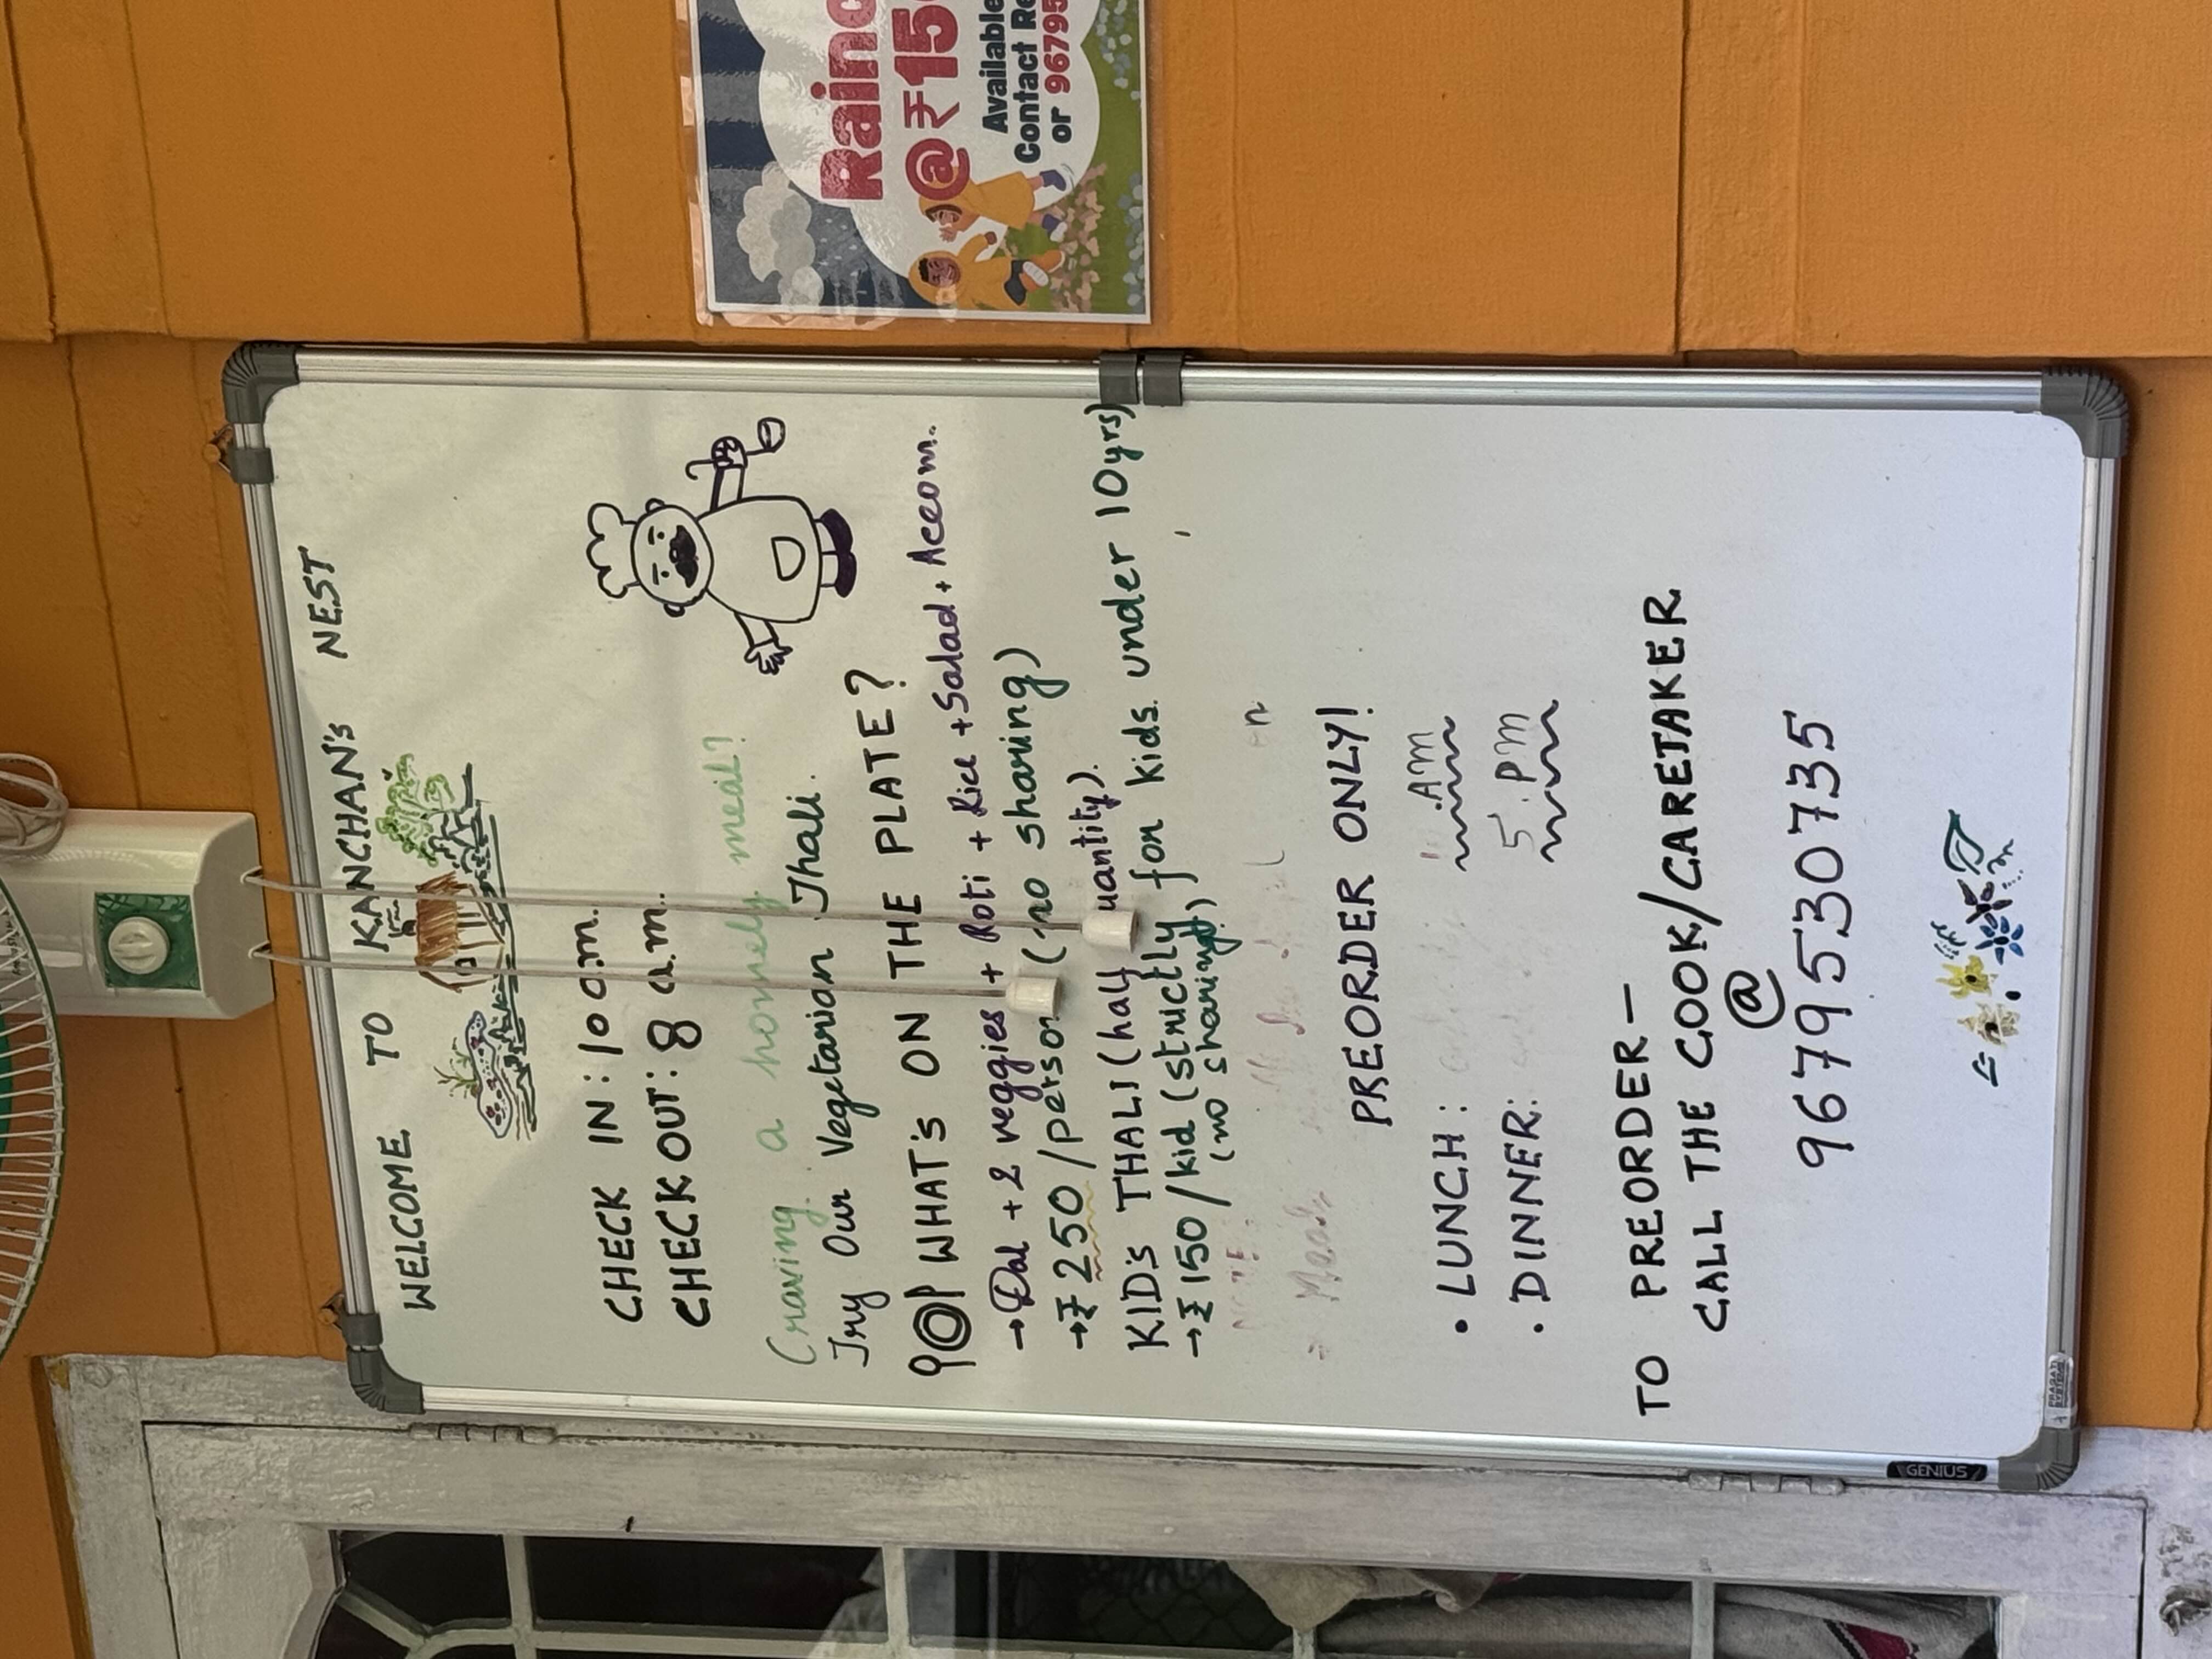 WELCOME TO KANCHAN's NEST
CHECK IN : 10 a.m.
CHECK OUT : 8 a.m.
Craving a homely meal?
Try Our Vegetarian Thali.
WHAT's ON THE PLATE?
→ Dal + 2 veggies + Roti + Rice + Salad + Accom.
→ ₹ 250/person (no sharing)
KID's THALI (half quantity).
→ ₹ 150/kid (strictly for kids under 10yrs)
(no sharing)
NOTE:
Meals
PREORDER ONLY!
• LUNCH : AM
• DINNER: 5 PM
TO PREORDER -
CALL THE COOK/CARETAKER
@
9679530735
GENIUS
@₹15
Available
or 96795